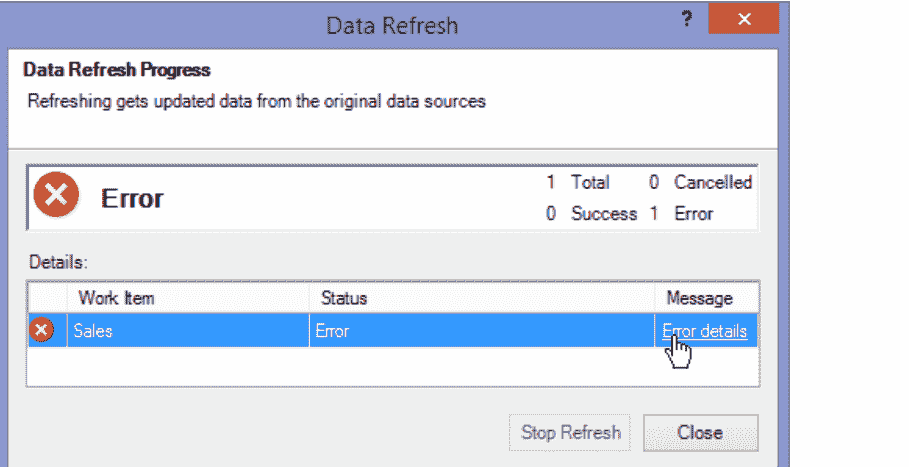 Data Refresh
?
Data Refresh Progress
Refreshing gets updated data from the original data sources
Error
1 Total 0 Cancelled
0 Success 1 Error
Details:
Work Item Status Message
Sales Error Error details
Stop Refresh Close